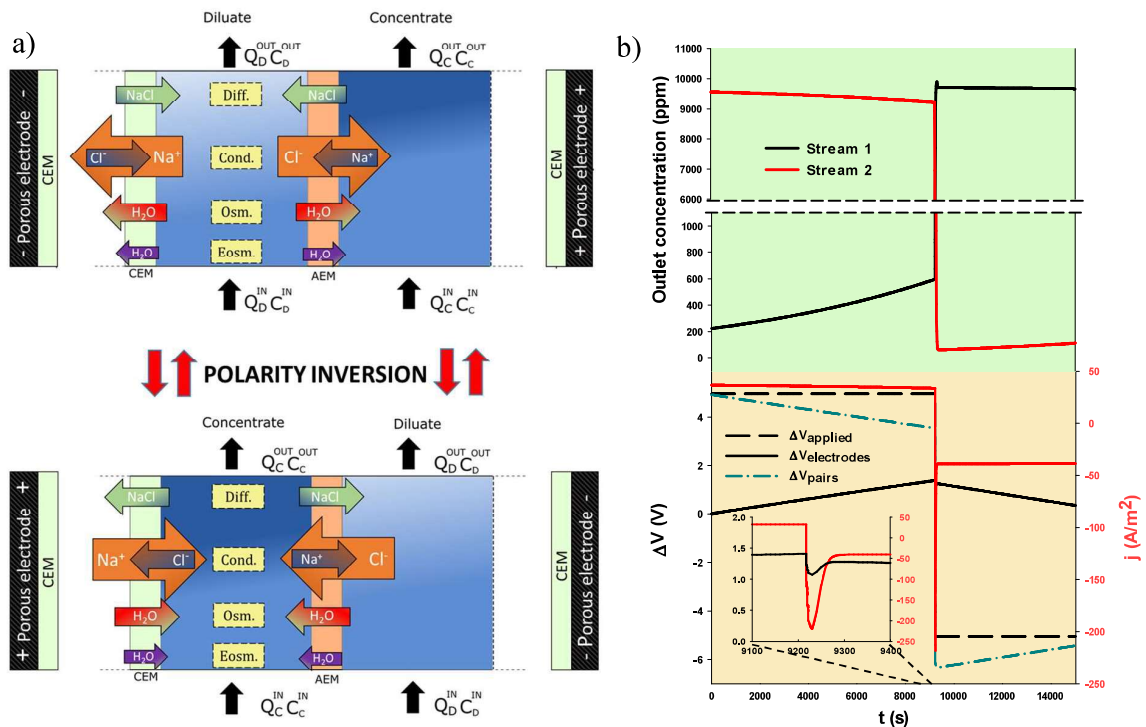 a)
Diluate
Concentrate
Q_D^OUT C_D^OUT
Q_C^OUT C_C^OUT
- Porous electrode -
CEM
NaCl
Diff.
NaCl
Cl⁻
Na⁺
Cond.
Cl⁻
Na⁺
H₂O
Osm.
H₂O
H₂O
Eosm.
H₂O
CEM
AEM
CEM
+ Porous electrode +
Q_D^IN C_D^IN
Q_C^IN C_C^IN
POLARITY INVERSION
Concentrate
Diluate
Q_C^OUT C_C^OUT
Q_D^OUT C_D^OUT
+ Porous electrode +
CEM
NaCl
Diff.
NaCl
Na⁺
Cl⁻
Cond.
Na⁺
Cl⁻
H₂O
Osm.
H₂O
H₂O
Eosm.
H₂O
CEM
AEM
CEM
- Porous electrode -
Q_C^IN C_C^IN
Q_D^IN C_D^IN
b)
Outlet concentration (ppm)
11000
10000
9000
8000
7000
6000
1000
800
600
400
200
0
Stream 1
Stream 2
ΔV (V)
4
2
0
-2
-4
-6
ΔV_applied
ΔV_electrodes
ΔV_pairs
50
0
-50
-100
-150
-200
-250
j (A/m²)
2.0
1.5
1.0
0.5
0.0
50
0
-50
-100
-150
-200
-250
9100 9200 9300 9400
0 2000 4000 6000 8000 10000 12000 14000
t (s)